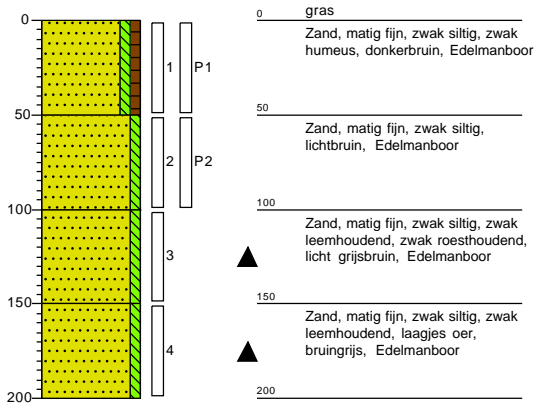 gras
0
0
Zand, matig fijn, zwak siltig, zwak
humeus, donkerbruin, Edelmanboor
1
P1
50
50
Zand, matig fijn, zwak siltig,
lichtbruin, Edelmanboor
2
P2
100
100
Zand, matig fijn, zwak siltig, zwak
leemhoudend, zwak roesthoudend,
licht grijsbruin, Edelmanboor
3
150
150
Zand, matig fijn, zwak siltig, zwak
leemhoudend, laagjes oer,
bruingrijs, Edelmanboor
4
200
200